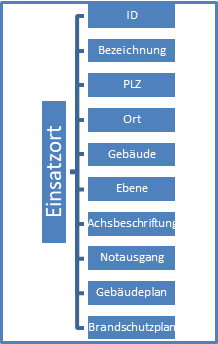 Einsatzort
ID
Bezeichnung
PLZ
Ort
Gebäude
Ebene
Achsbeschriftung
Notausgang
Gebäudeplan
Brandschutzplan